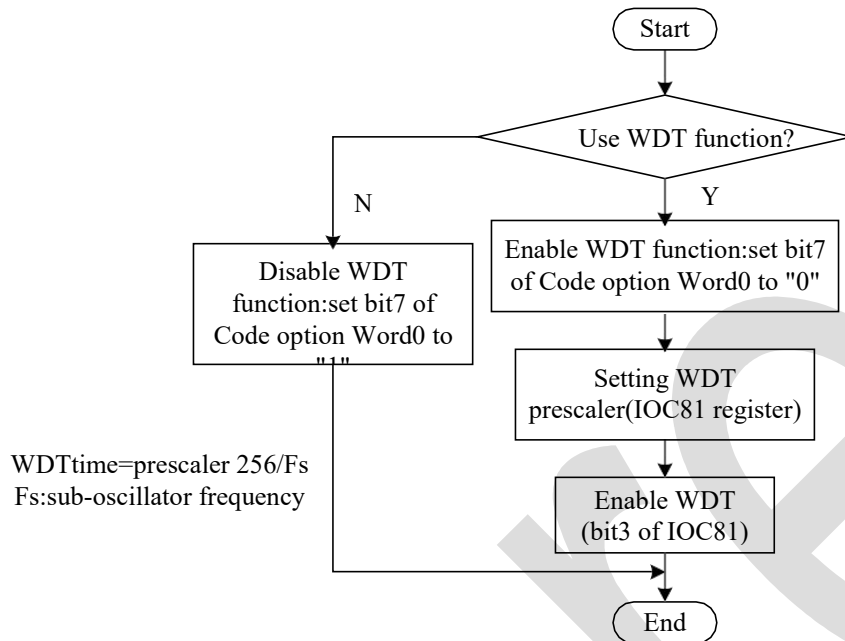 Start
Use WDT function?
N
Y
Disable WDT
function:set bit7 of
Code option Word0 to
"1"
Enable WDT function:set bit7
of Code option Word0 to "0"
Setting WDT
prescaler(IOC81 register)
WDTtime=prescaler 256/Fs
Fs:sub-oscillator frequency
Enable WDT
(bit3 of IOC81)
End